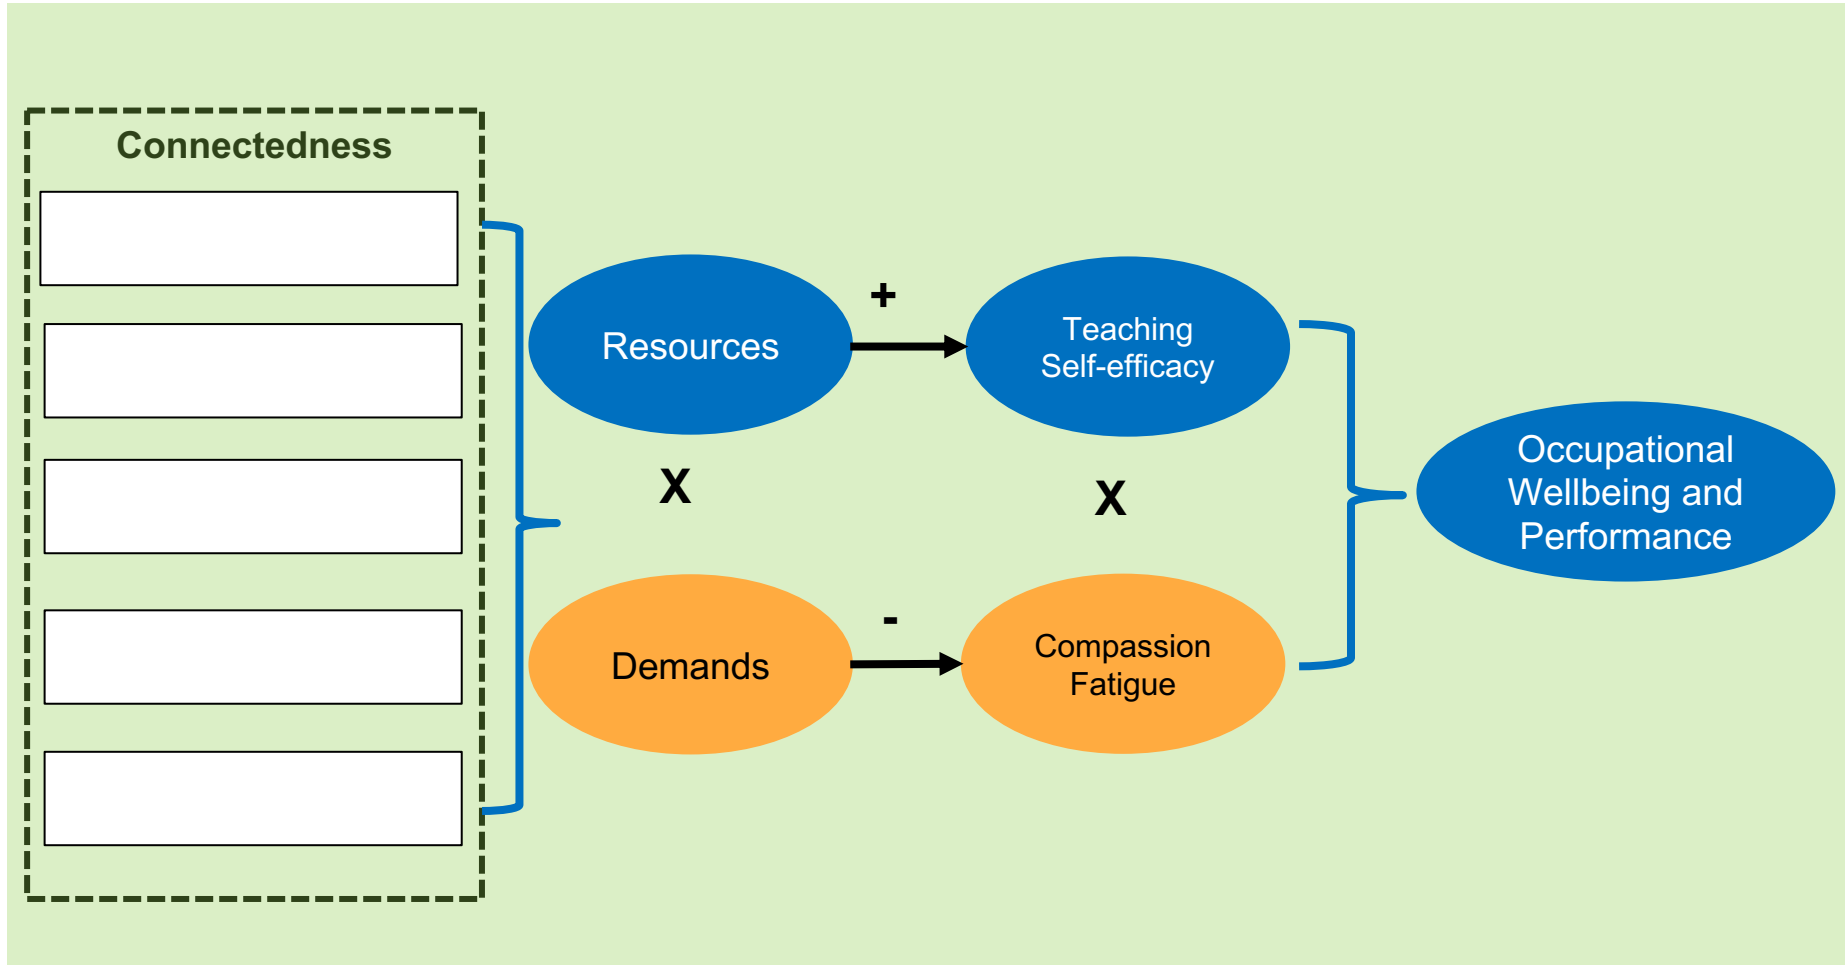 Connectedness
Resources
+
Teaching
Self-efficacy
X
X
Occupational
Wellbeing and
Performance
Demands
-
Compassion
Fatigue